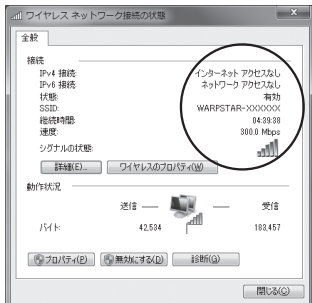 ワイヤレス ネットワーク接続の状態
全般
接続
IPv4 接続: インターネット アクセスなし
IPv6 接続: ネットワーク アクセスなし
状態: 有効
SSID: WARPSTAR-XXXXXX
継続時間: 04:39:38
速度: 300.0 Mbps
シグナルの状態:
詳細(E)... ワイヤレスのプロパティ(W)
動作状況
送信 受信
バイト: 42,534 183,457
プロパティ(P) 無効にする(D) 診断(G)
閉じる(C)